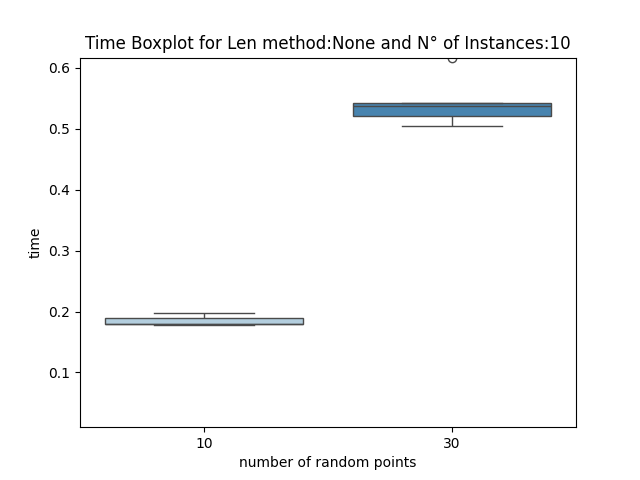 Time Boxplot for Len method:None and N° of Instances:10
0.6
0.5
0.4
0.3
0.2
0.1
time
10
30
number of random points